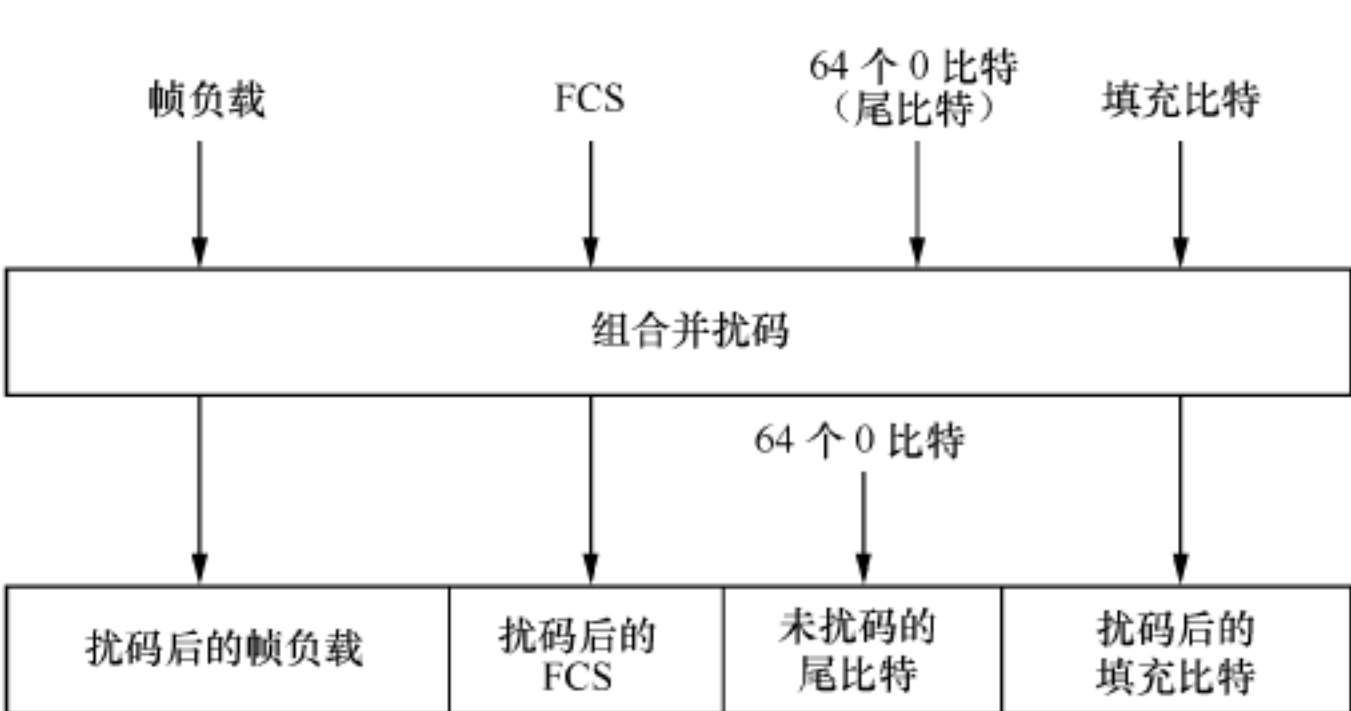 帧负载
FCS
64 个 0 比特
（尾比特）
填充比特
组合并扰码
64 个 0 比特
扰码后的帧负载
扰码后的
FCS
未扰码的
尾比特
扰码后的
填充比特